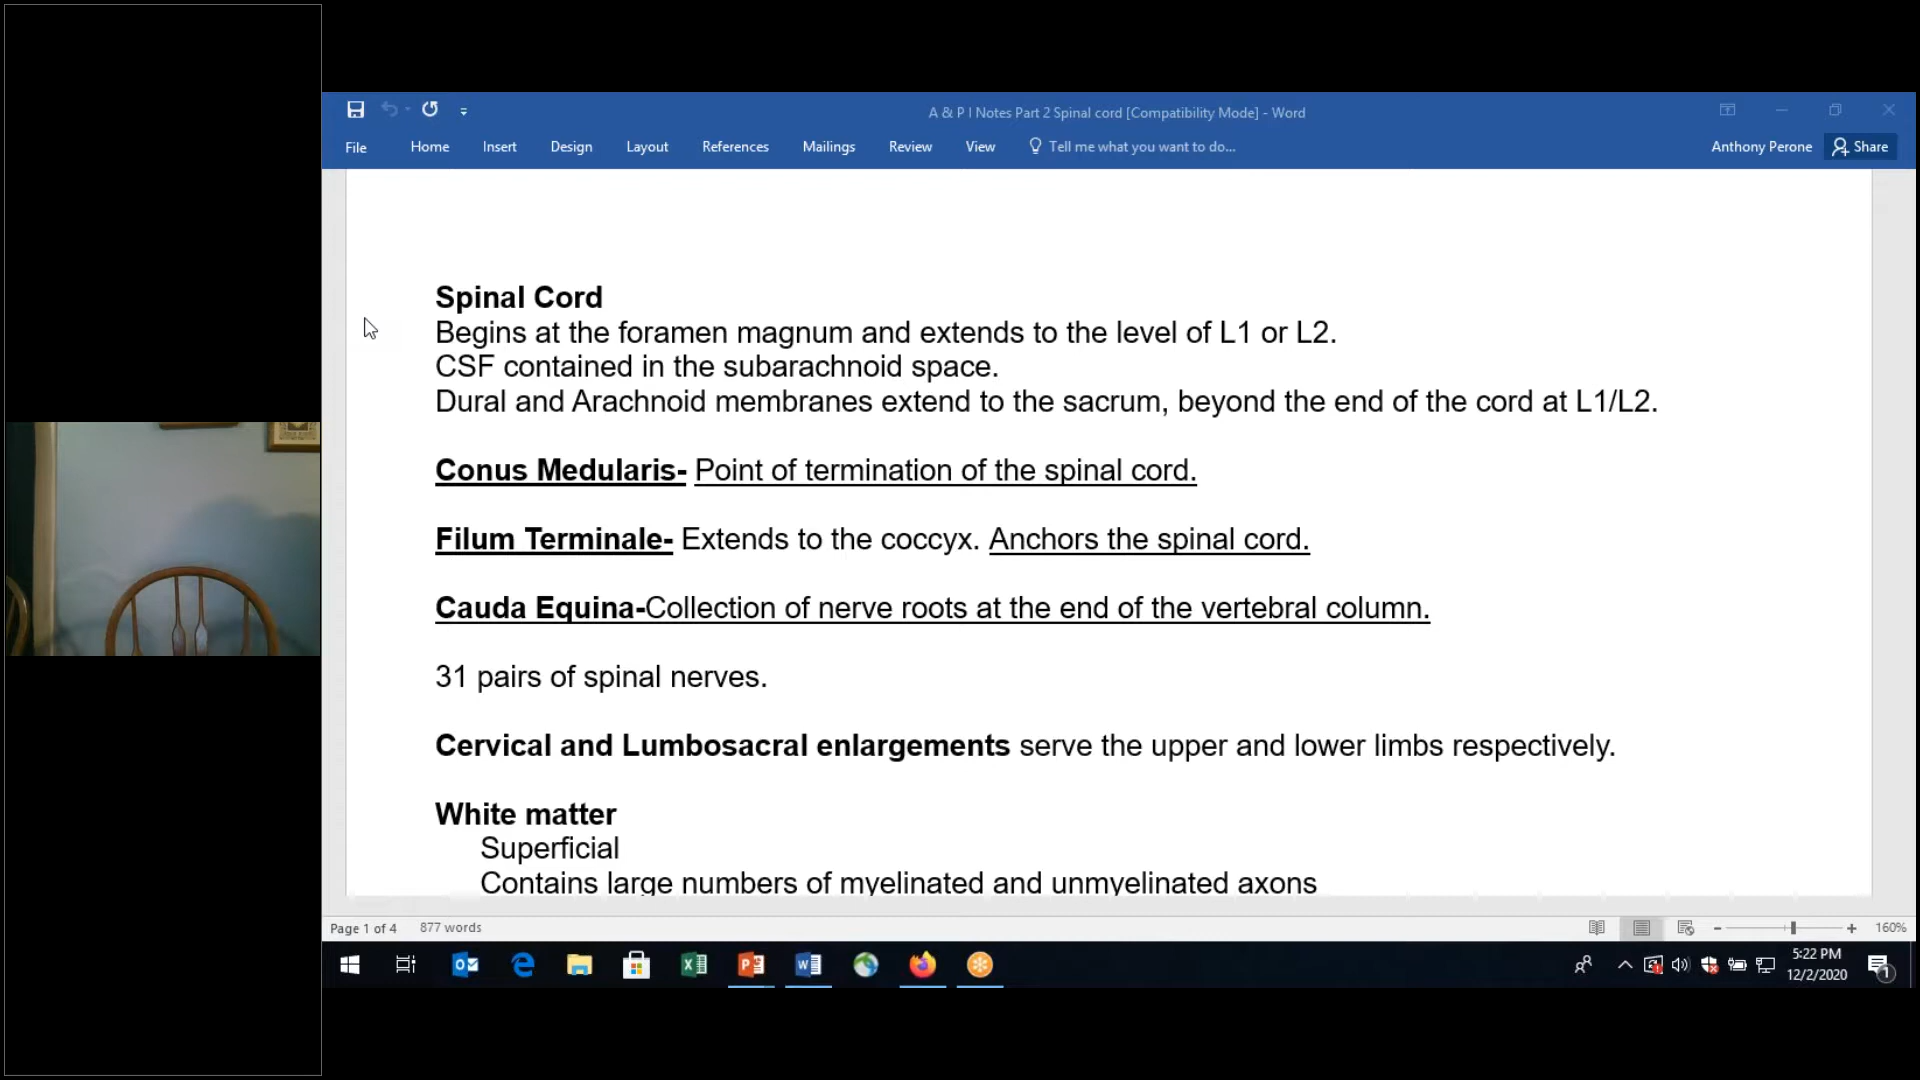 A & P I Notes Part 2 Spinal cord [Compatibility Mode] - Word
File Home Insert Design Layout References Mailings Review View Tell me what you want to do... Anthony Perone Share
Spinal Cord
Begins at the foramen magnum and extends to the level of L1 or L2.
CSF contained in the subarachnoid space.
Dural and Arachnoid membranes extend to the sacrum, beyond the end of the cord at L1/L2.
Conus Medularis- Point of termination of the spinal cord.
Filum Terminale- Extends to the coccyx. Anchors the spinal cord.
Cauda Equina-Collection of nerve roots at the end of the vertebral column.
31 pairs of spinal nerves.
Cervical and Lumbosacral enlargements serve the upper and lower limbs respectively.
White matter
Superficial
Contains large numbers of myelinated and unmyelinated axons
Page 1 of 4 877 words 160%
5:22 PM
12/2/2020
1